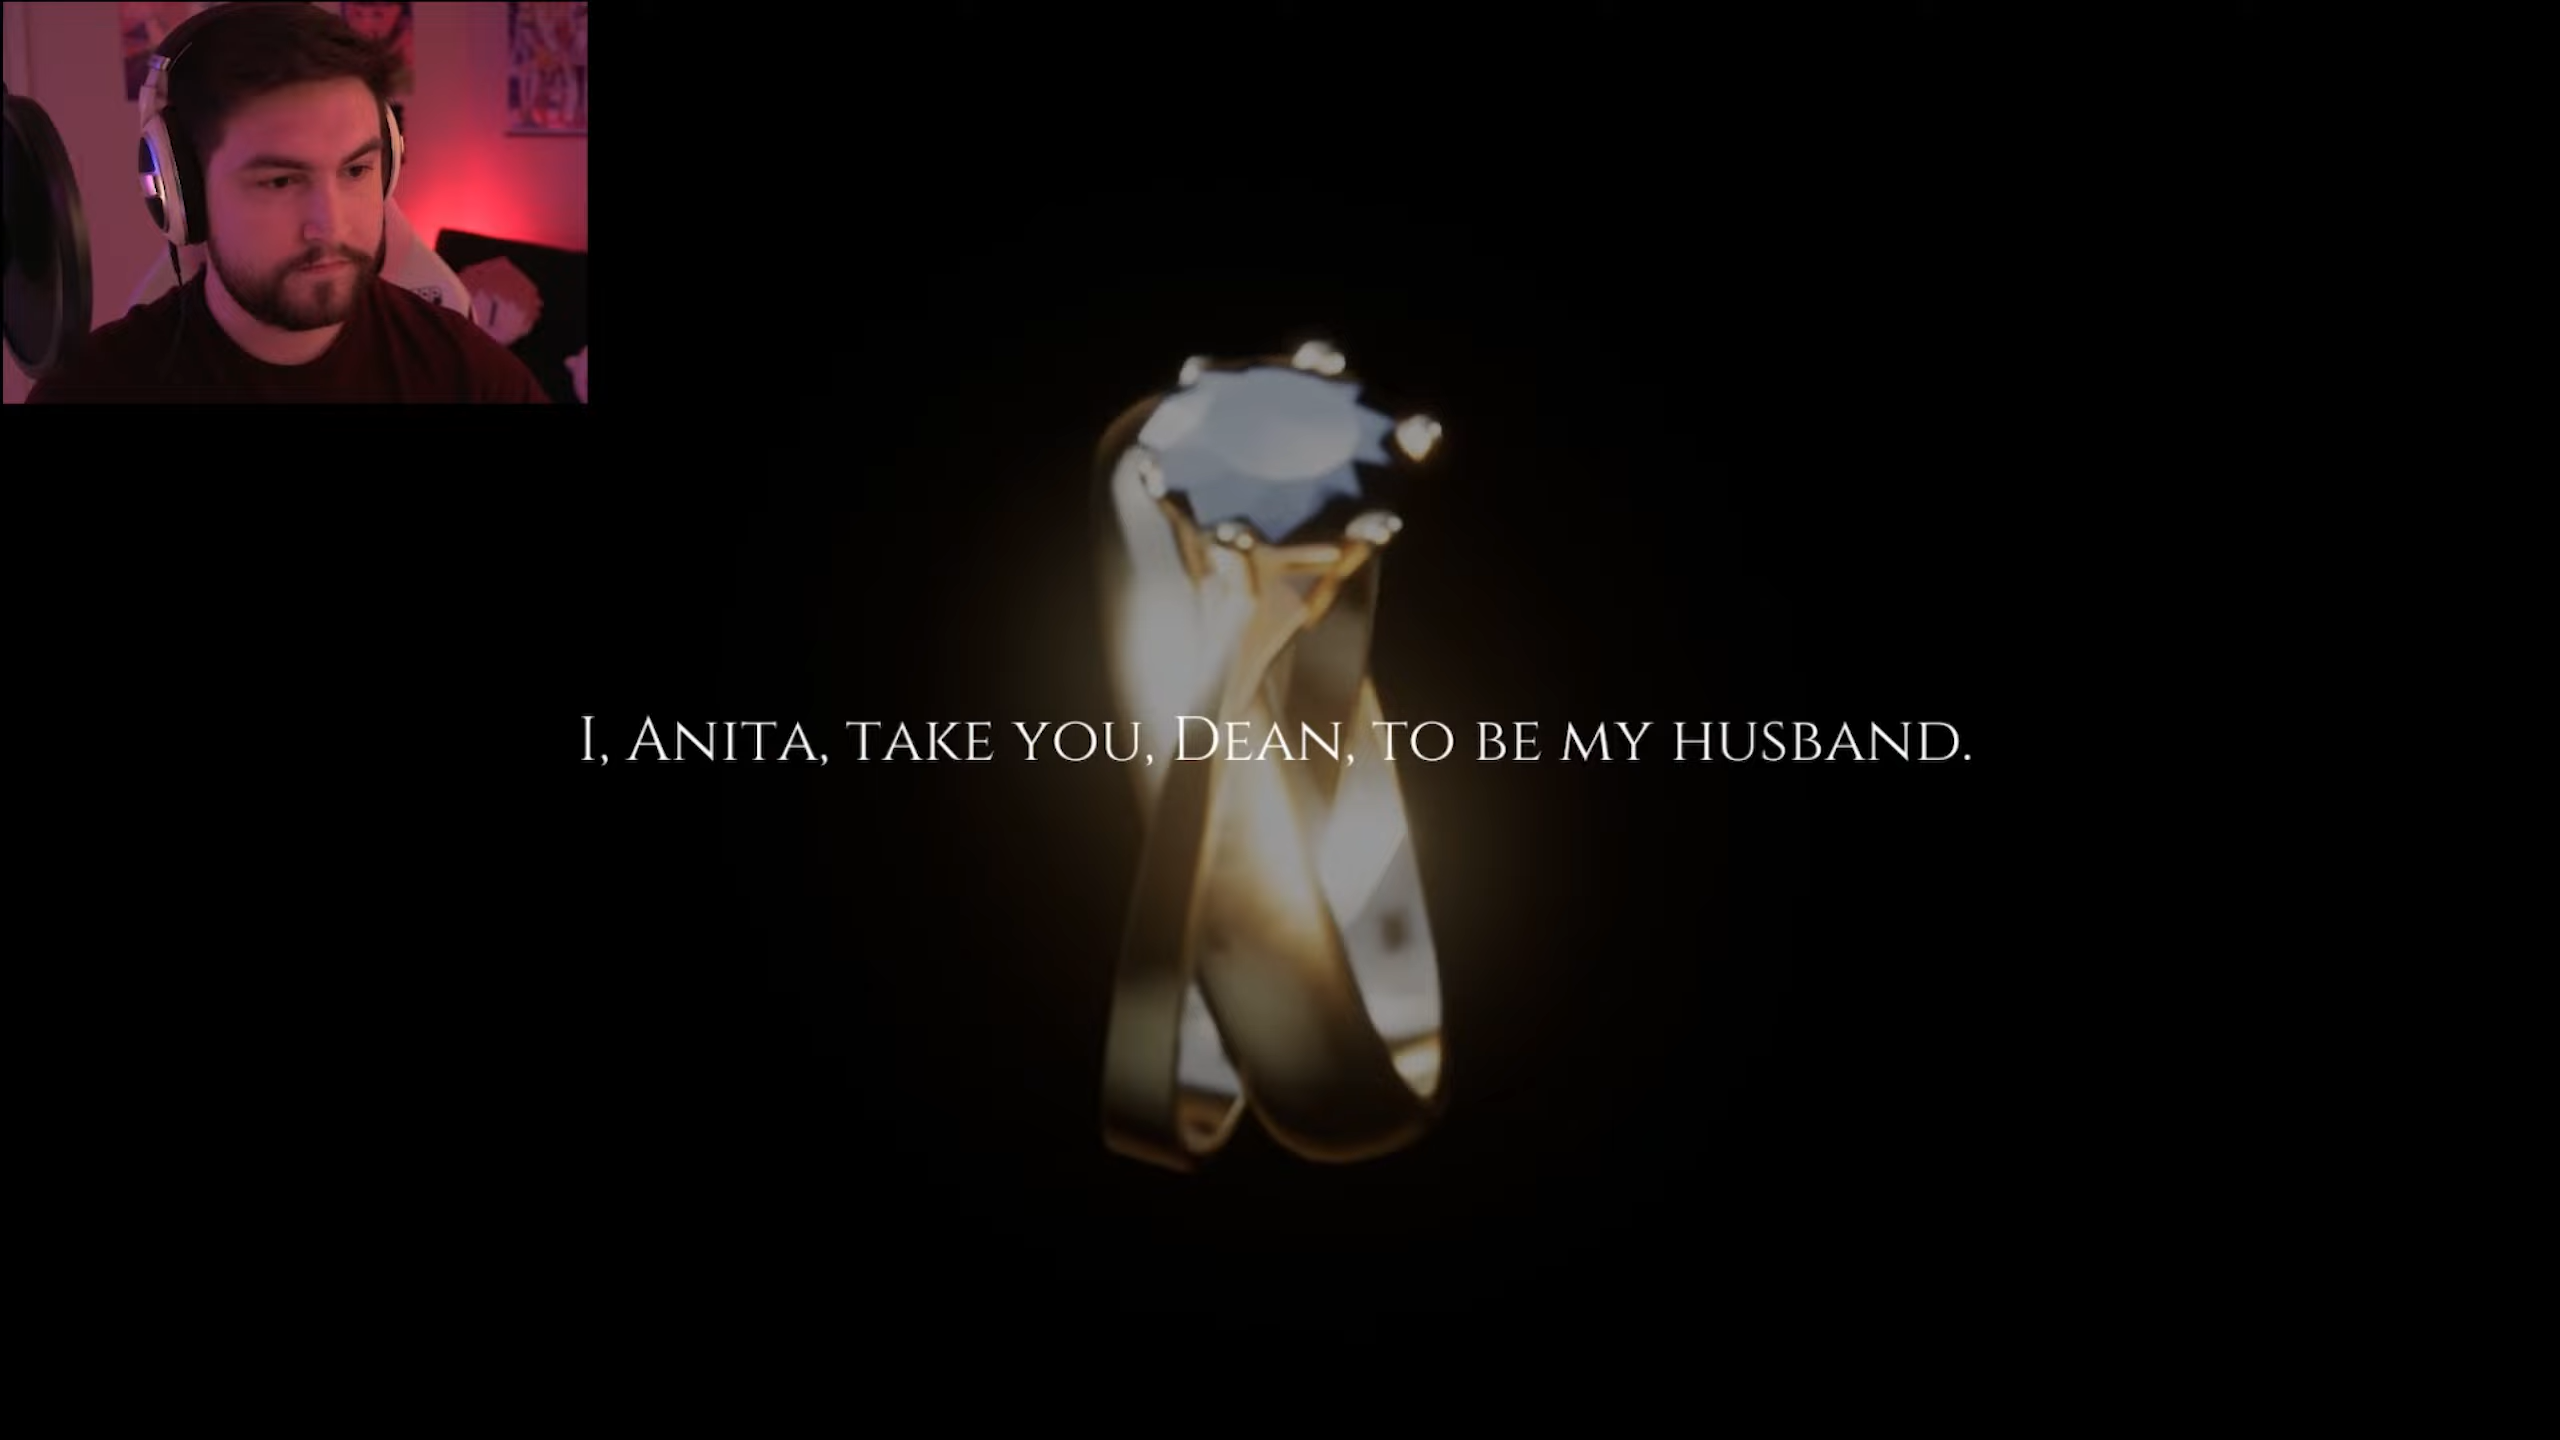 I, Anita, take you, Dean, to be my husband.